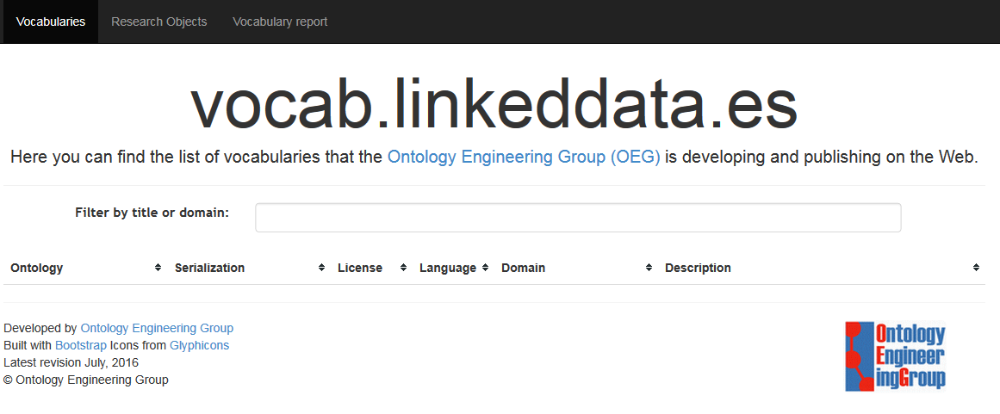 Vocabularies Research Objects Vocabulary report
vocab.linkeddata.es
Here you can find the list of vocabularies that the Ontology Engineering Group (OEG) is developing and publishing on the Web.
Filter by title or domain:
Ontology Serialization License Language Domain Description
Developed by Ontology Engineering Group
Built with Bootstrap Icons from Glyphicons
Latest revision July, 2016
© Ontology Engineering Group
Ontology
Engineer
ingGroup